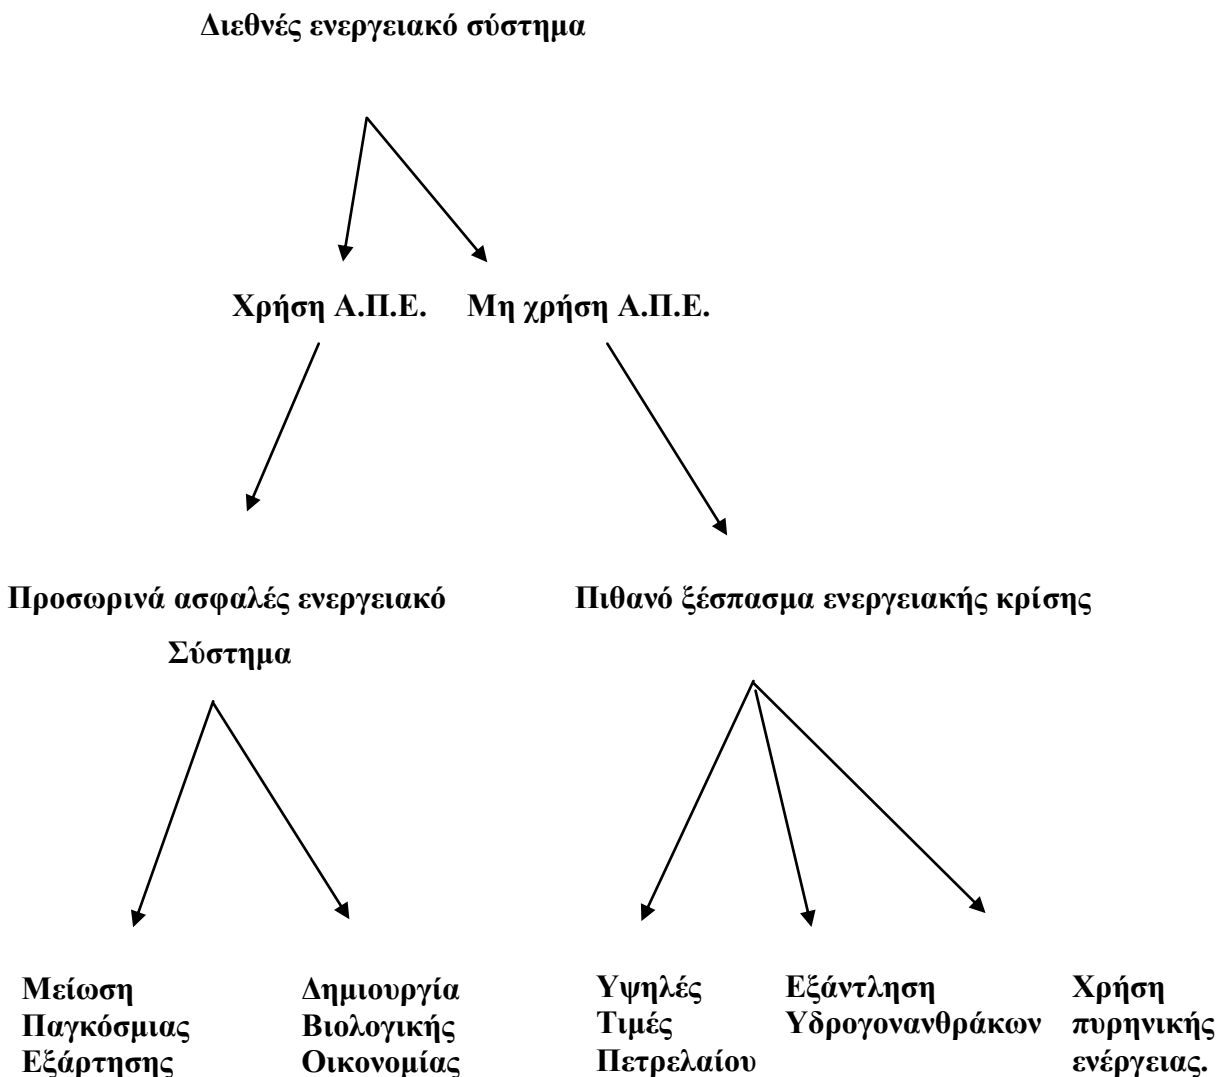 Διεθνές ενεργειακό σύστημα
Χρήση Α.Π.Ε.
Μη χρήση Α.Π.Ε.
Προσωρινά ασφαλές ενεργειακό
Σύστημα
Πιθανό ξέσπασμα ενεργειακής κρίσης
Μείωση
Παγκόσμιας
Εξάρτησης
Δημιουργία
Βιολογικής
Οικονομίας
Υψηλές
Τιμές
Πετρελαίου
Εξάντληση
Υδρογονανθράκων
Χρήση
πυρηνικής
ενέργειας.